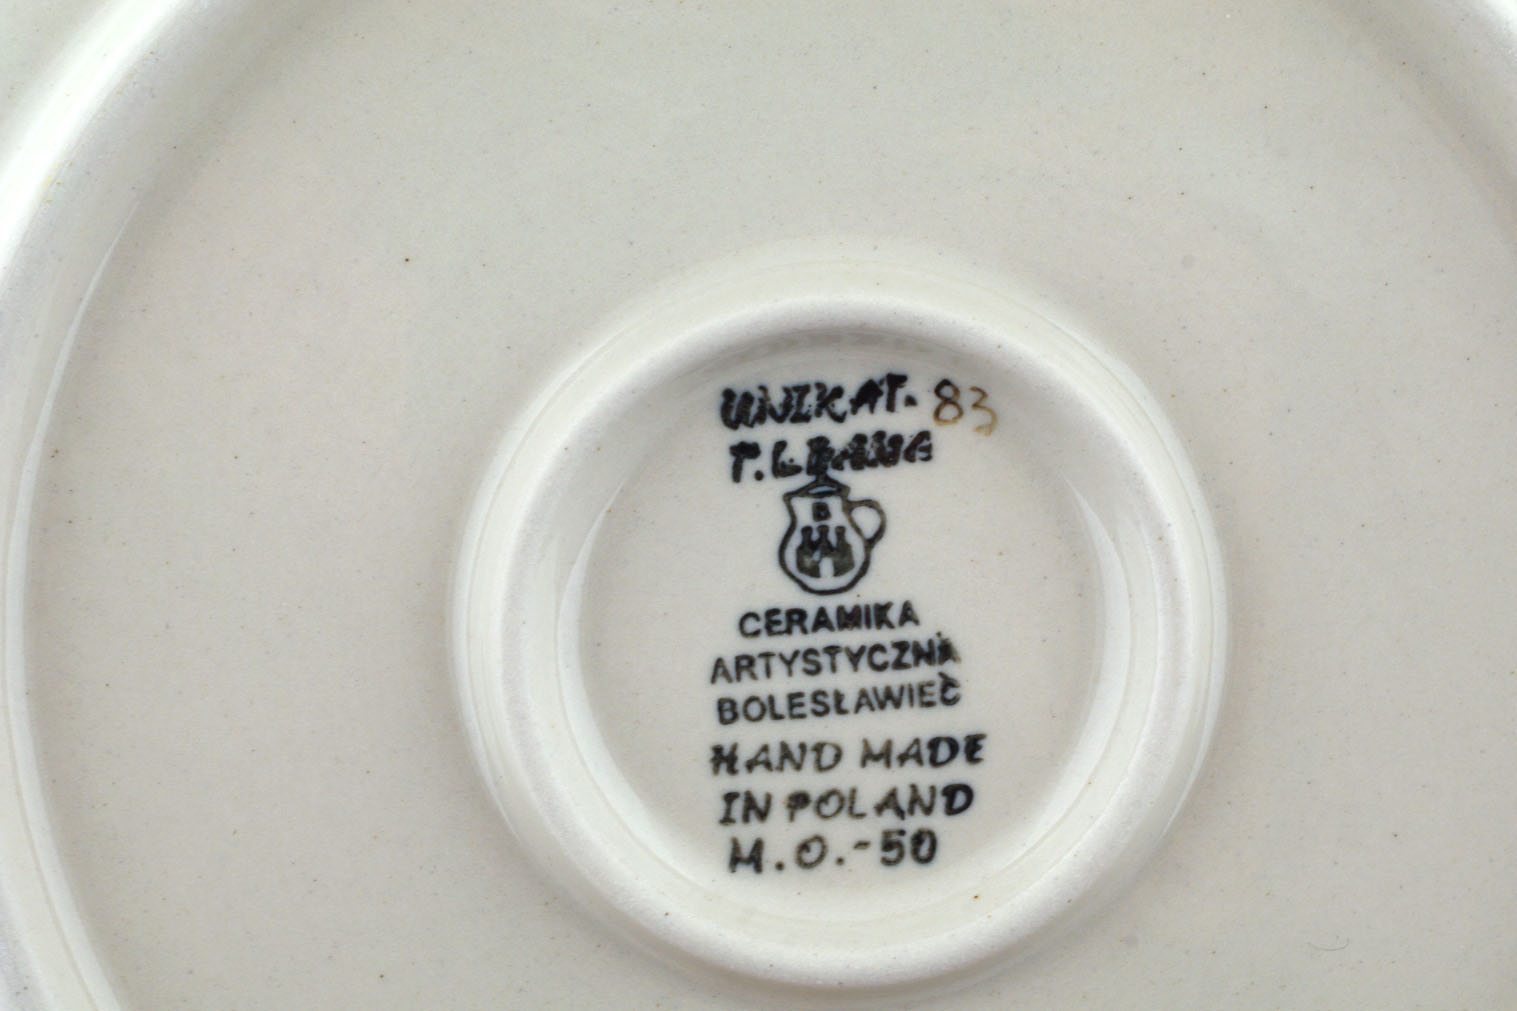 UNIKAT. 83
T.
B
CERAMIKA
ARTYSTYCZNA
BOLESŁAWIEC
HAND MADE
IN POLAND
M.O.-50